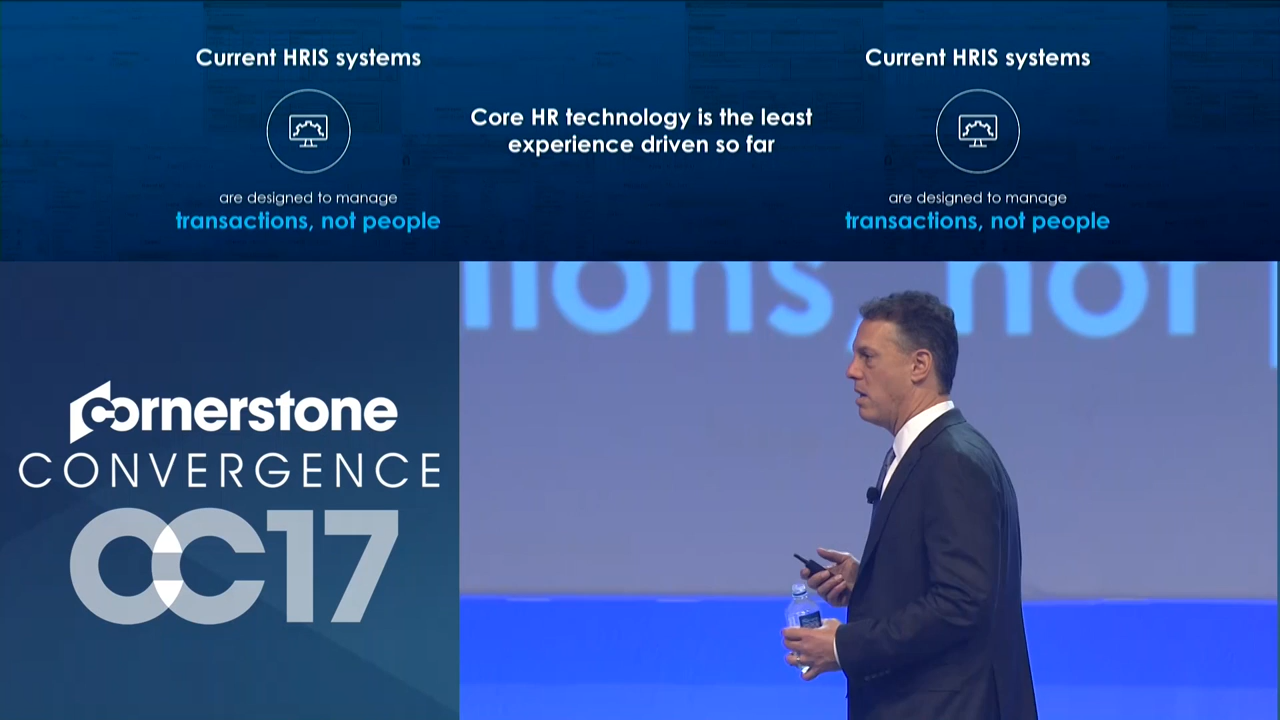 Current HRIS systems
are designed to manage
transactions, not people
Core HR technology is the least
experience driven so far
Current HRIS systems
are designed to manage
transactions, not people
cornerstone
CONVERGENCE
OC17
ions, not